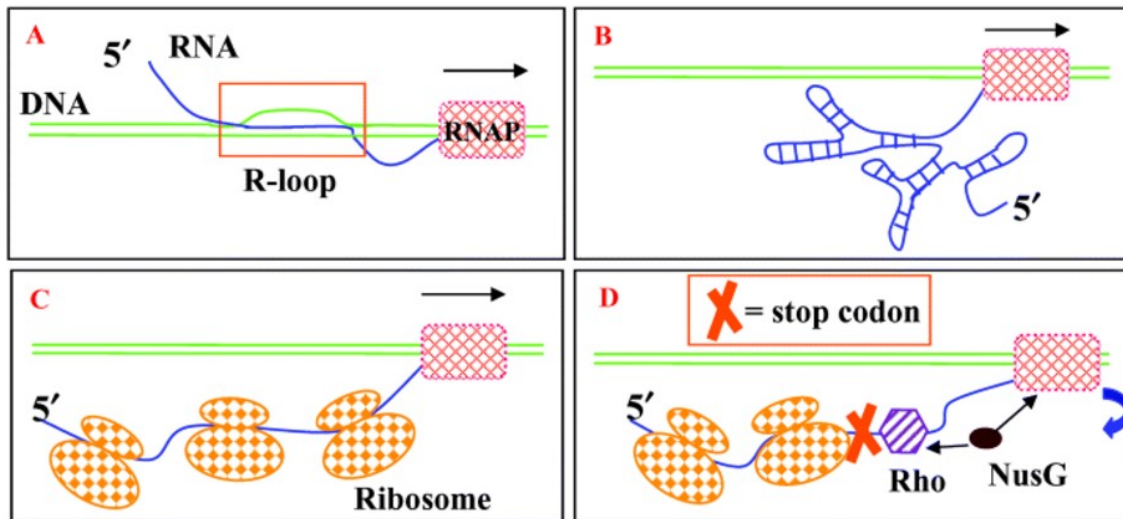 A
5′
RNA
DNA
RNAP
R-loop
B
5′
C
5′
Ribosome
D
= stop codon
5′
Rho
NusG